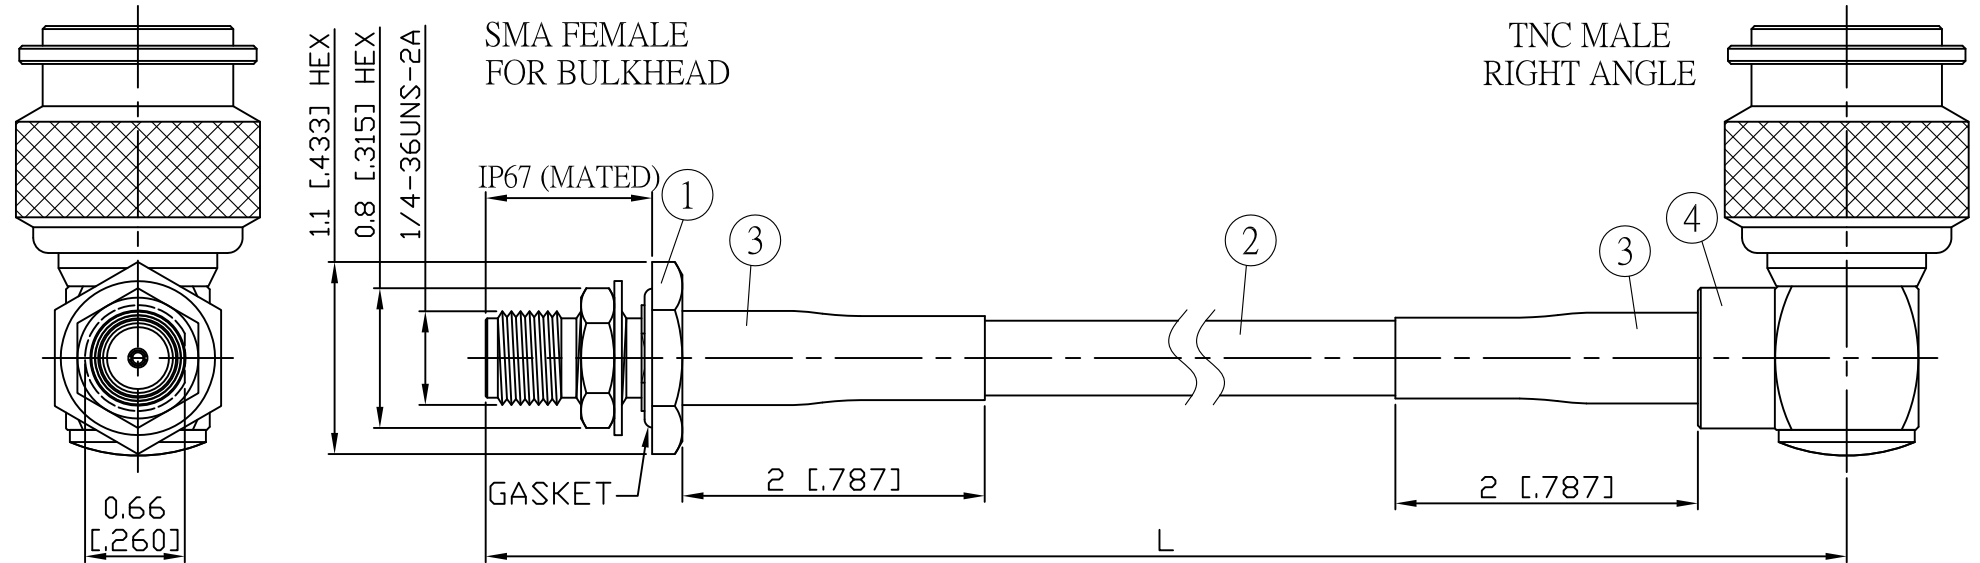 SMA FEMALE
FOR BULKHEAD
TNC MALE
RIGHT ANGLE
1.1 [.433] HEX
0.8 [.315] HEX
1/4-36UNS-2A
IP67 (MATED)
1
3
2
3
4
GASKET
2 [.787]
2 [.787]
0.66
[.260]
L